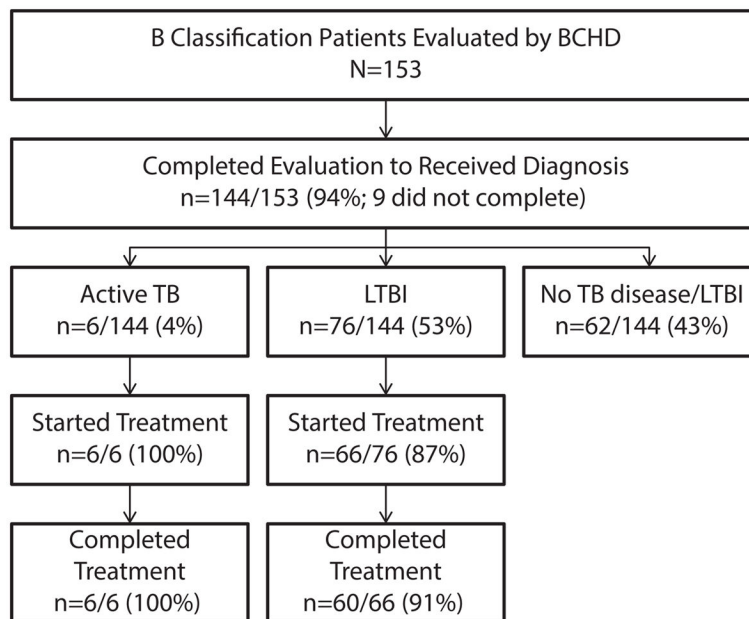 B Classification Patients Evaluated by BCHD
N=153
Completed Evaluation to Received Diagnosis
n=144/153 (94%; 9 did not complete)
Active TB
n=6/144 (4%)
LTBI
n=76/144 (53%)
No TB disease/LTBI
n=62/144 (43%)
Started Treatment
n=6/6 (100%)
Started Treatment
n=66/76 (87%)
Completed
Treatment
n=6/6 (100%)
Completed
Treatment
n=60/66 (91%)